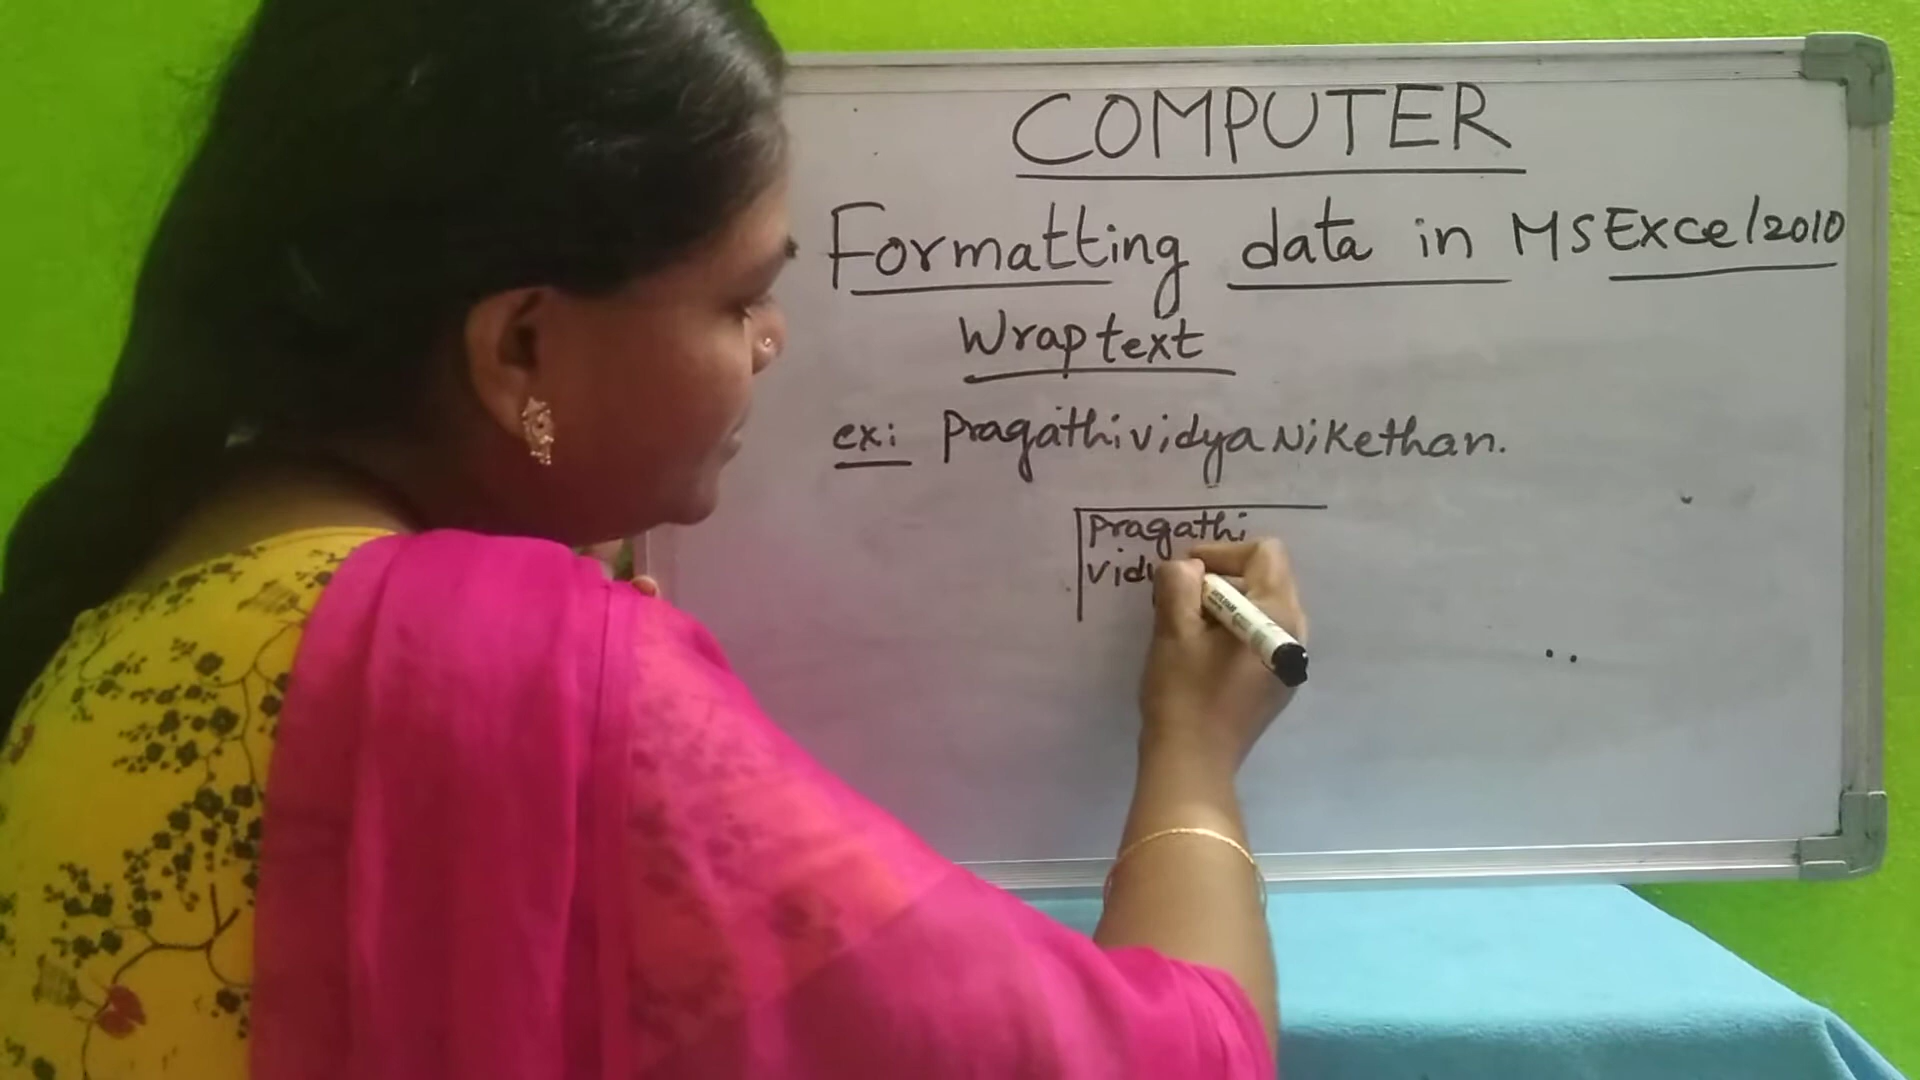 COMPUTER
Formatting data in MS Excel 2010
Wrap text
ex: Pragathi vidya Nikethan.
Pragathi